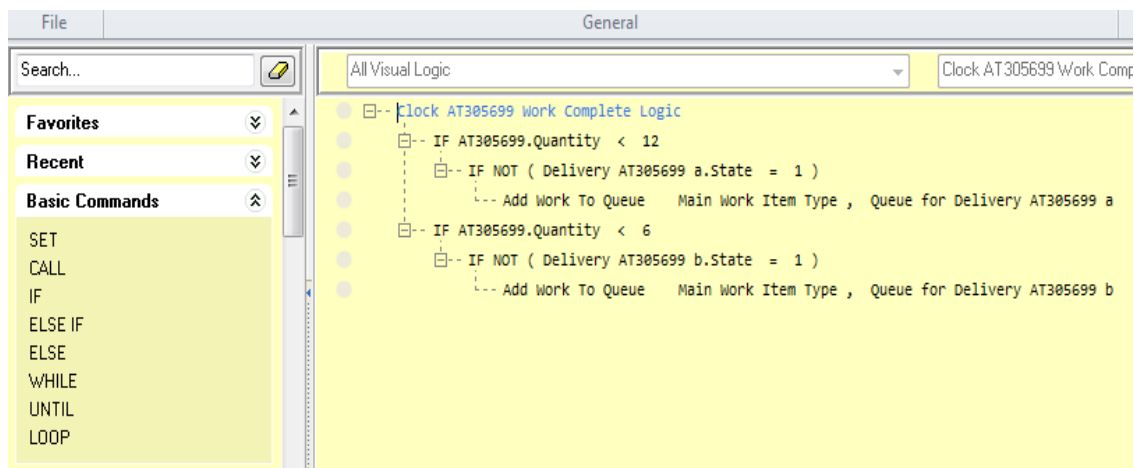 File General
Search... All Visual Logic Clock AT305699 Work Comp
Favorites
Recent
Basic Commands
SET
CALL
IF
ELSE IF
ELSE
WHILE
UNTIL
LOOP
Clock AT305699 Work Complete Logic
IF AT305699.Quantity < 12
IF NOT ( Delivery AT305699 a.State = 1 )
Add Work To Queue Main Work Item Type , Queue for Delivery AT305699 a
IF AT305699.Quantity < 6
IF NOT ( Delivery AT305699 b.State = 1 )
Add Work To Queue Main Work Item Type , Queue for Delivery AT305699 b